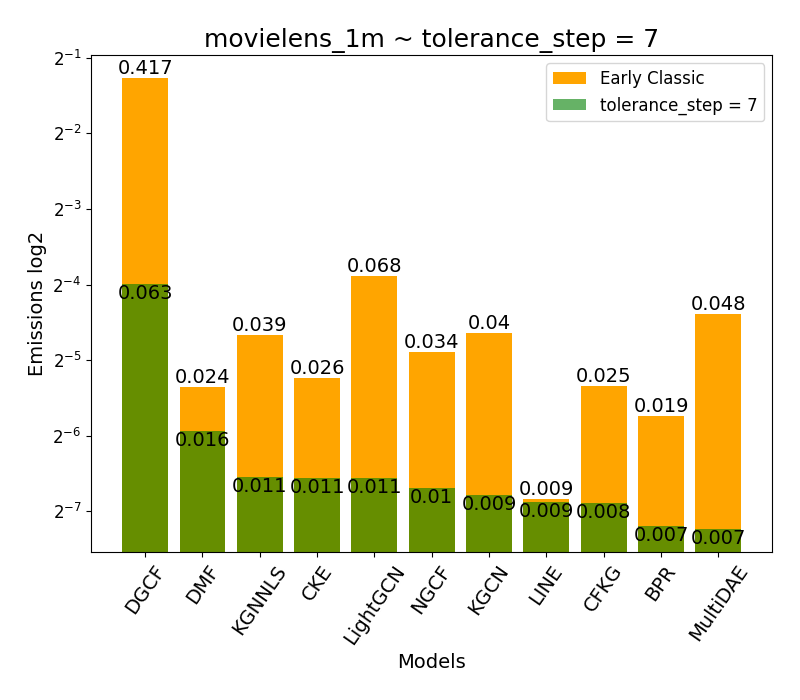 movielens_1m ~ tolerance_step = 7
Early Classic
tolerance_step = 7
Emissions log2
2⁻¹
2⁻²
2⁻³
2⁻⁴
2⁻⁵
2⁻⁶
2⁻⁷
0.417
0.024
0.039
0.026
0.068
0.034
0.04
0.009
0.025
0.019
0.048
0.063
0.016
0.011
0.011
0.011
0.01
0.009
0.009
0.008
0.007
0.007
DGCF
DMF
KGNNLS
CKE
LightGCN
NGCF
KGCN
LINE
CFKG
BPR
MultiDAE
Models